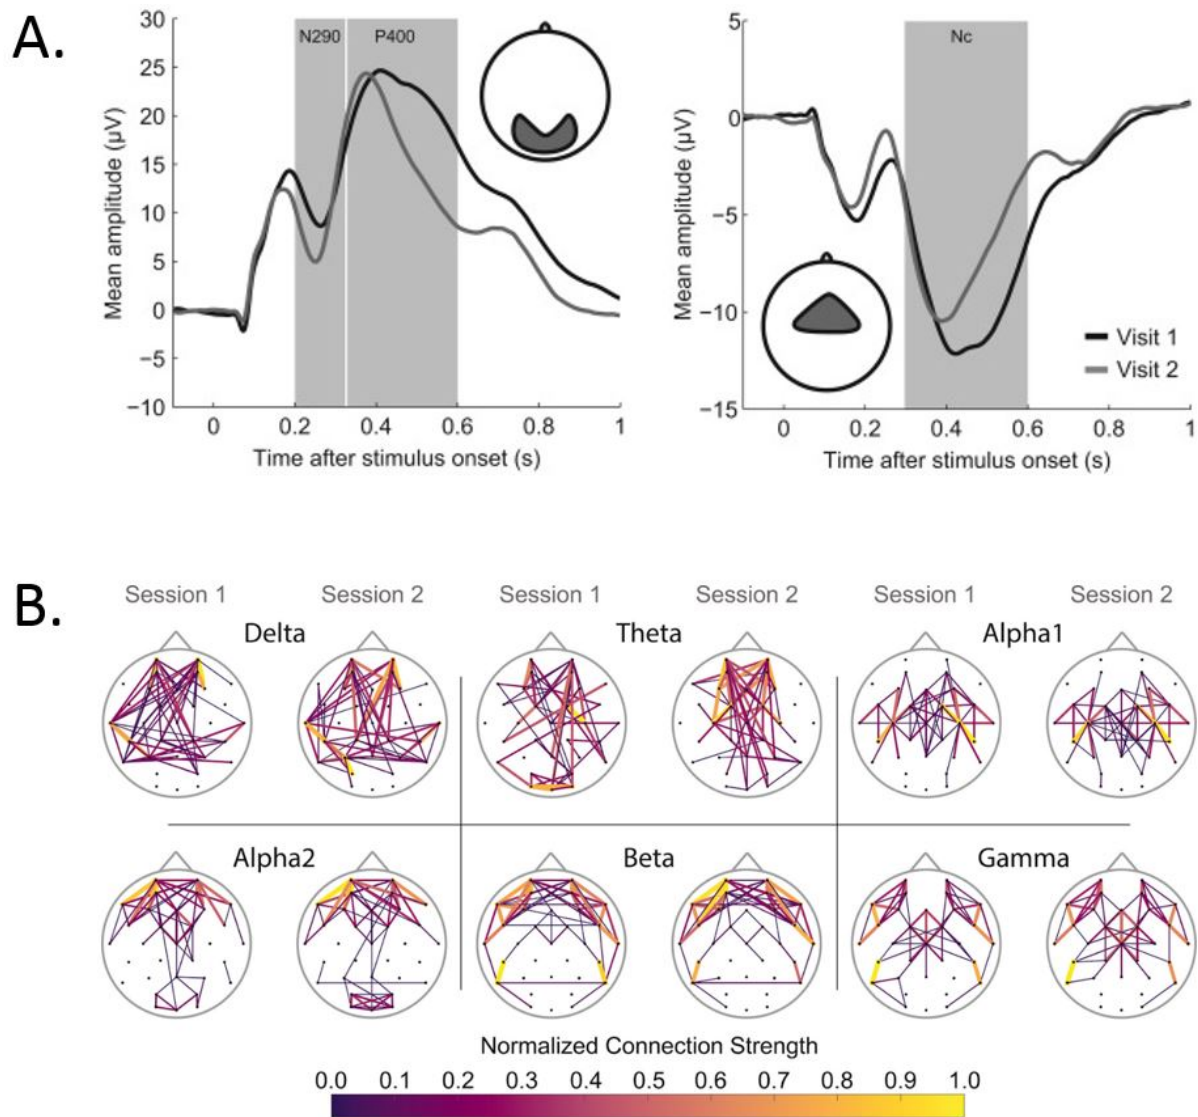 A.
30
25
20
15
10
5
0
−5
−10
Mean amplitude (µV)
N290 P400
0 0.2 0.4 0.6 0.8 1
Time after stimulus onset (s)
5
0
−5
−10
−15
Mean amplitude (µV)
Nc
Visit 1
Visit 2
0 0.2 0.4 0.6 0.8 1
Time after stimulus onset (s)
B.
Session 1 Session 2 Session 1 Session 2 Session 1 Session 2
Delta Theta Alpha1
Alpha2 Beta Gamma
Normalized Connection Strength
0.0 0.1 0.2 0.3 0.4 0.5 0.6 0.7 0.8 0.9 1.0